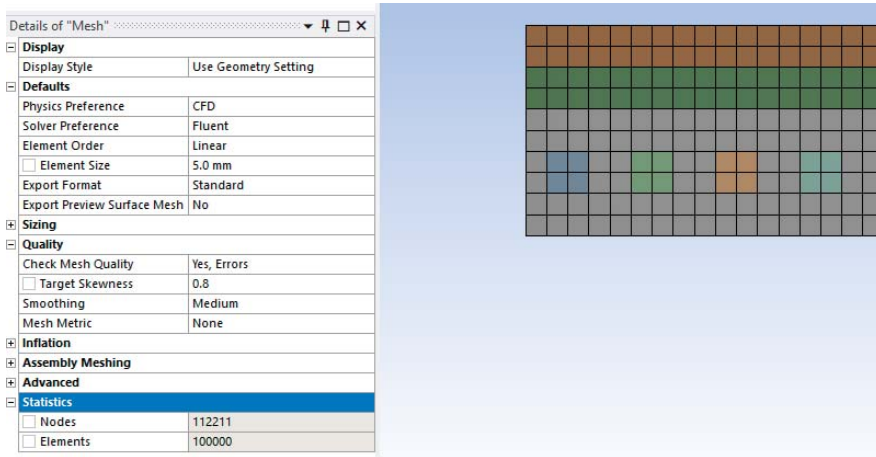 Details of "Mesh"
Display
Display Style Use Geometry Setting
Defaults
Physics Preference CFD
Solver Preference Fluent
Element Order Linear
Element Size 5.0 mm
Export Format Standard
Export Preview Surface Mesh No
Sizing
Quality
Check Mesh Quality Yes, Errors
Target Skewness 0.8
Smoothing Medium
Mesh Metric None
Inflation
Assembly Meshing
Advanced
Statistics
Nodes 112211
Elements 100000